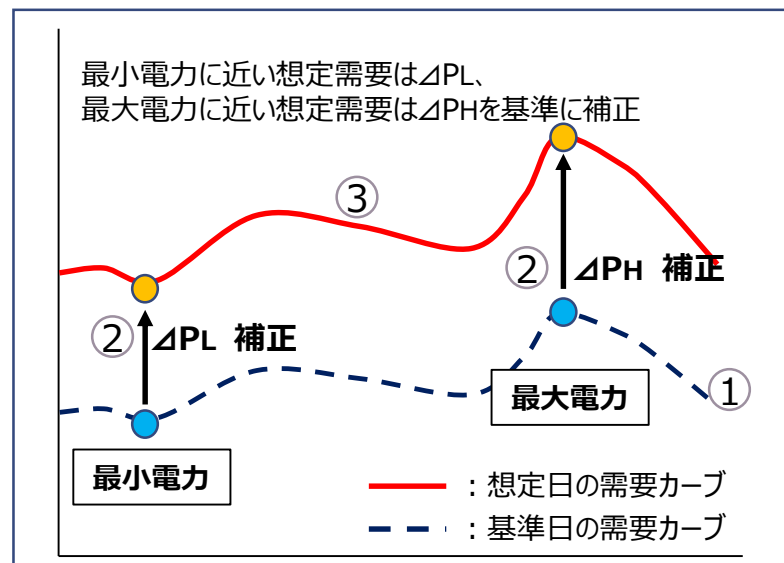 最小電力に近い想定需要は⊿PL、
最大電力に近い想定需要は⊿PHを基準に補正
③
②
⊿PH 補正
②
⊿PL 補正
最大電力
①
最小電力
：想定日の需要カーブ
：基準日の需要カーブ